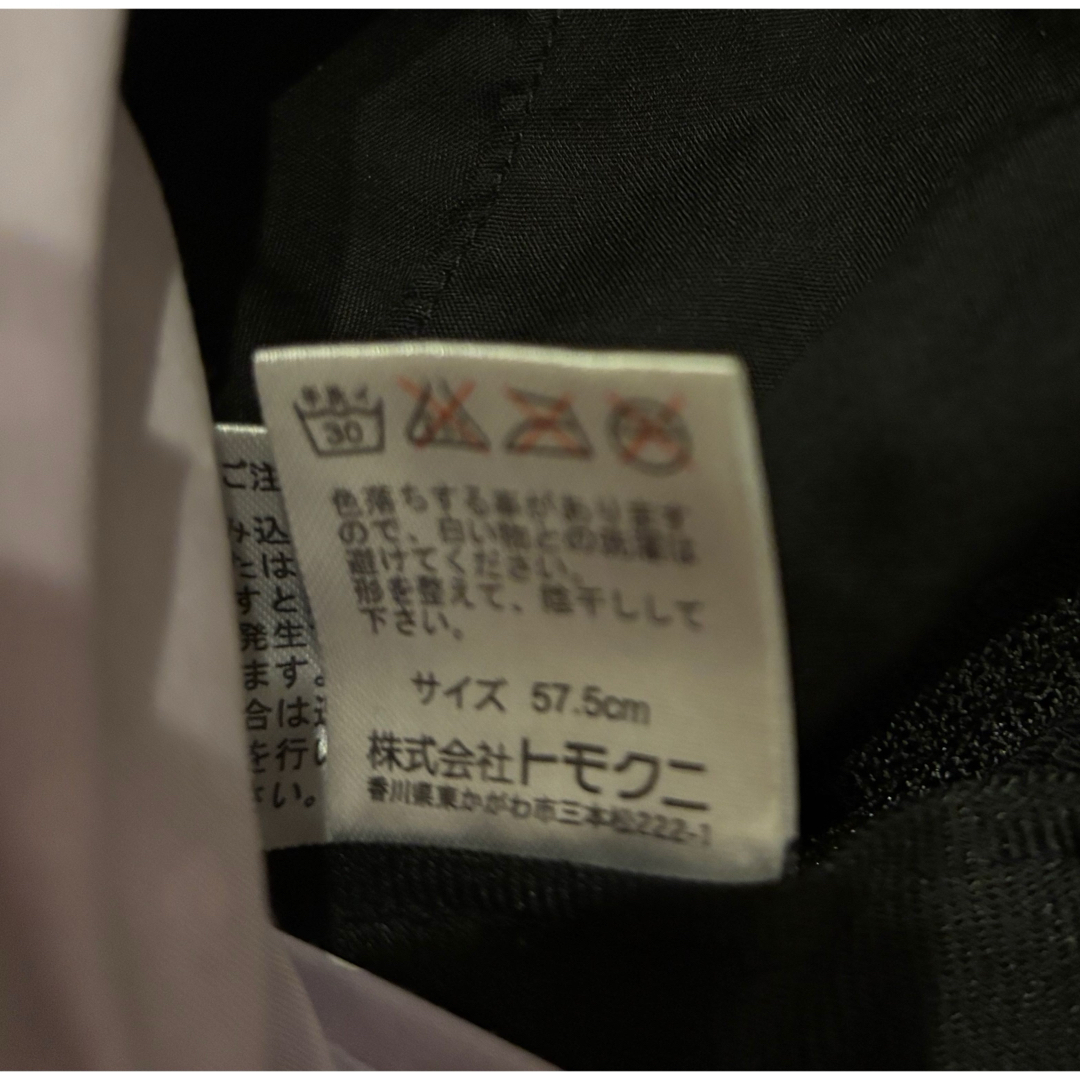 手洗イ
30
色落ちする事があります
ので、白い物との洗濯は
避けてください。
形を整えて、陰干しして
下さい。
サイズ 57.5cm
株式会社トモクニ
香川県東かがわ市三本松222-1
ご注
み込
たは
すと
発生
ます。
合は
を行い
さい。